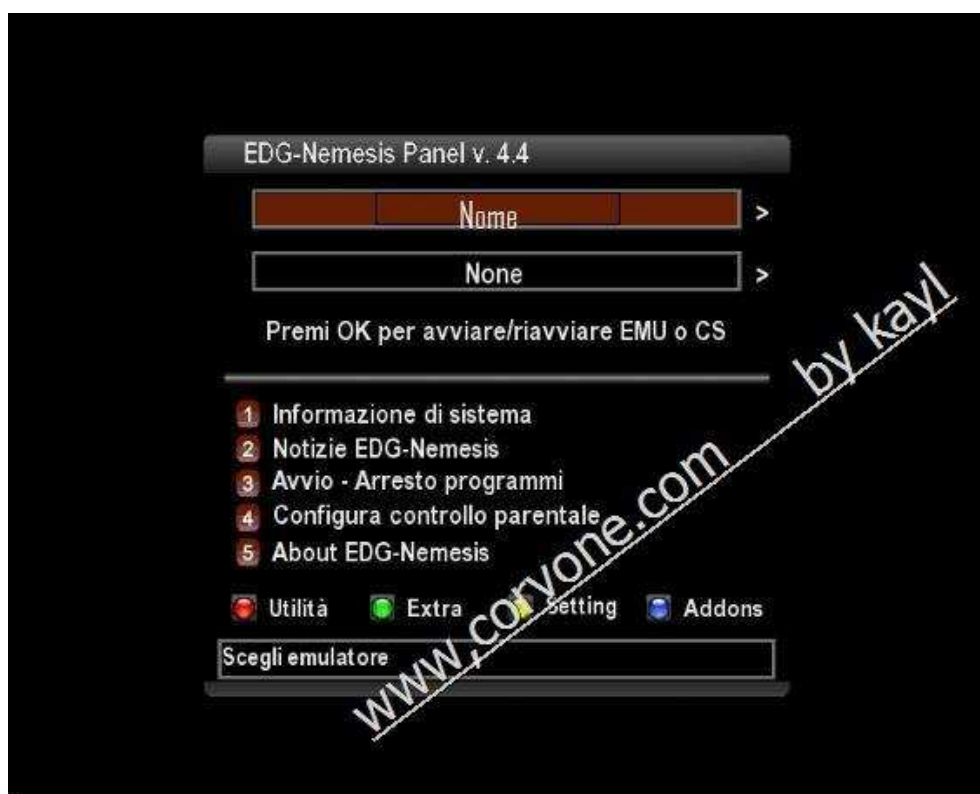 EDG-Nemesis Panel v. 4.4
Nome >
None >
Premi OK per avviare/riavviare EMU o CS
1 Informazione di sistema
2 Notizie EDG-Nemesis
3 Avvio - Arresto programmi
4 Configura controllo parentale
5 About EDG-Nemesis
Utilità Extra Setting Addons
Scegli emulatore
www,corvone.com by kayl